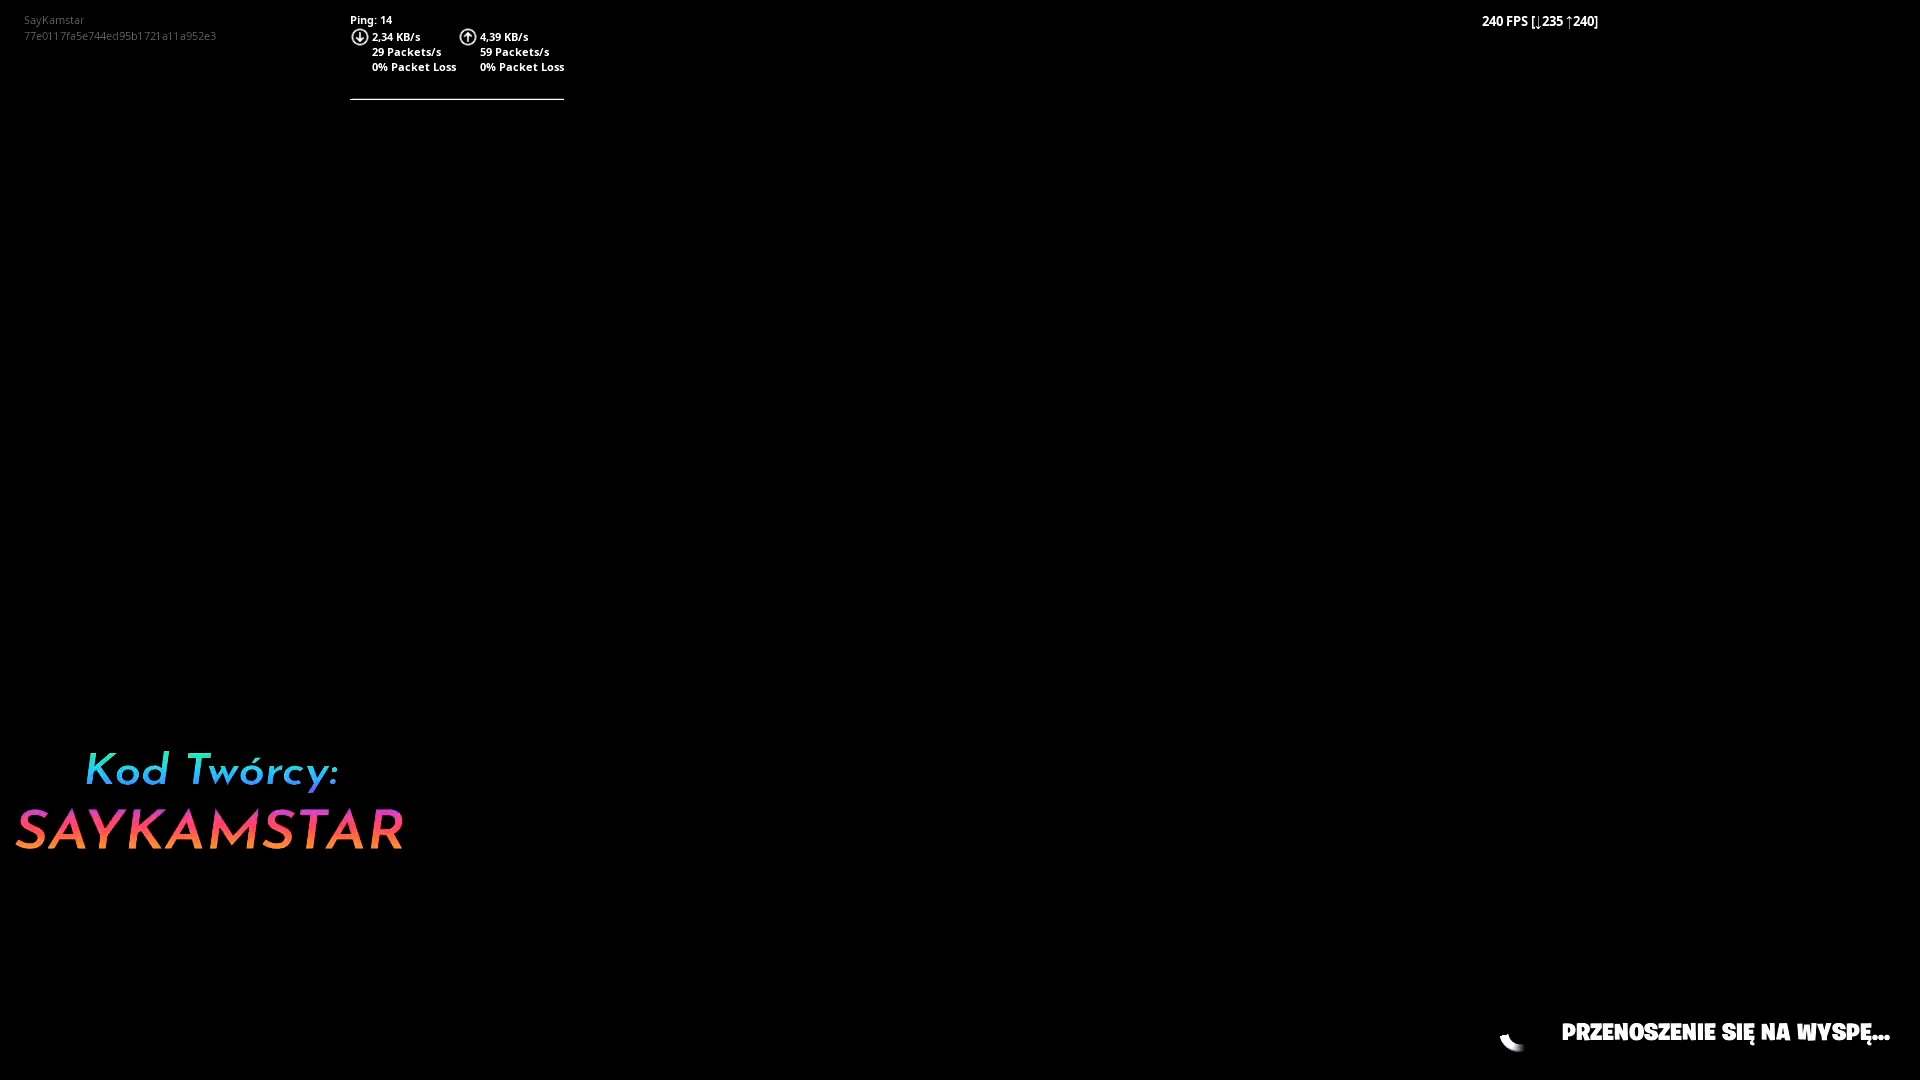 SayKamstar
77e0117fa5e744ed95b1721a11a952e3
Ping: 14
2,34 KB/s
29 Packets/s
0% Packet Loss
4,39 KB/s
59 Packets/s
0% Packet Loss
240 FPS [↓235 ↑240]
Kod Twórcy:
SAYKAMSTAR
PRZENOSZENIE SIĘ NA WYSPĘ...